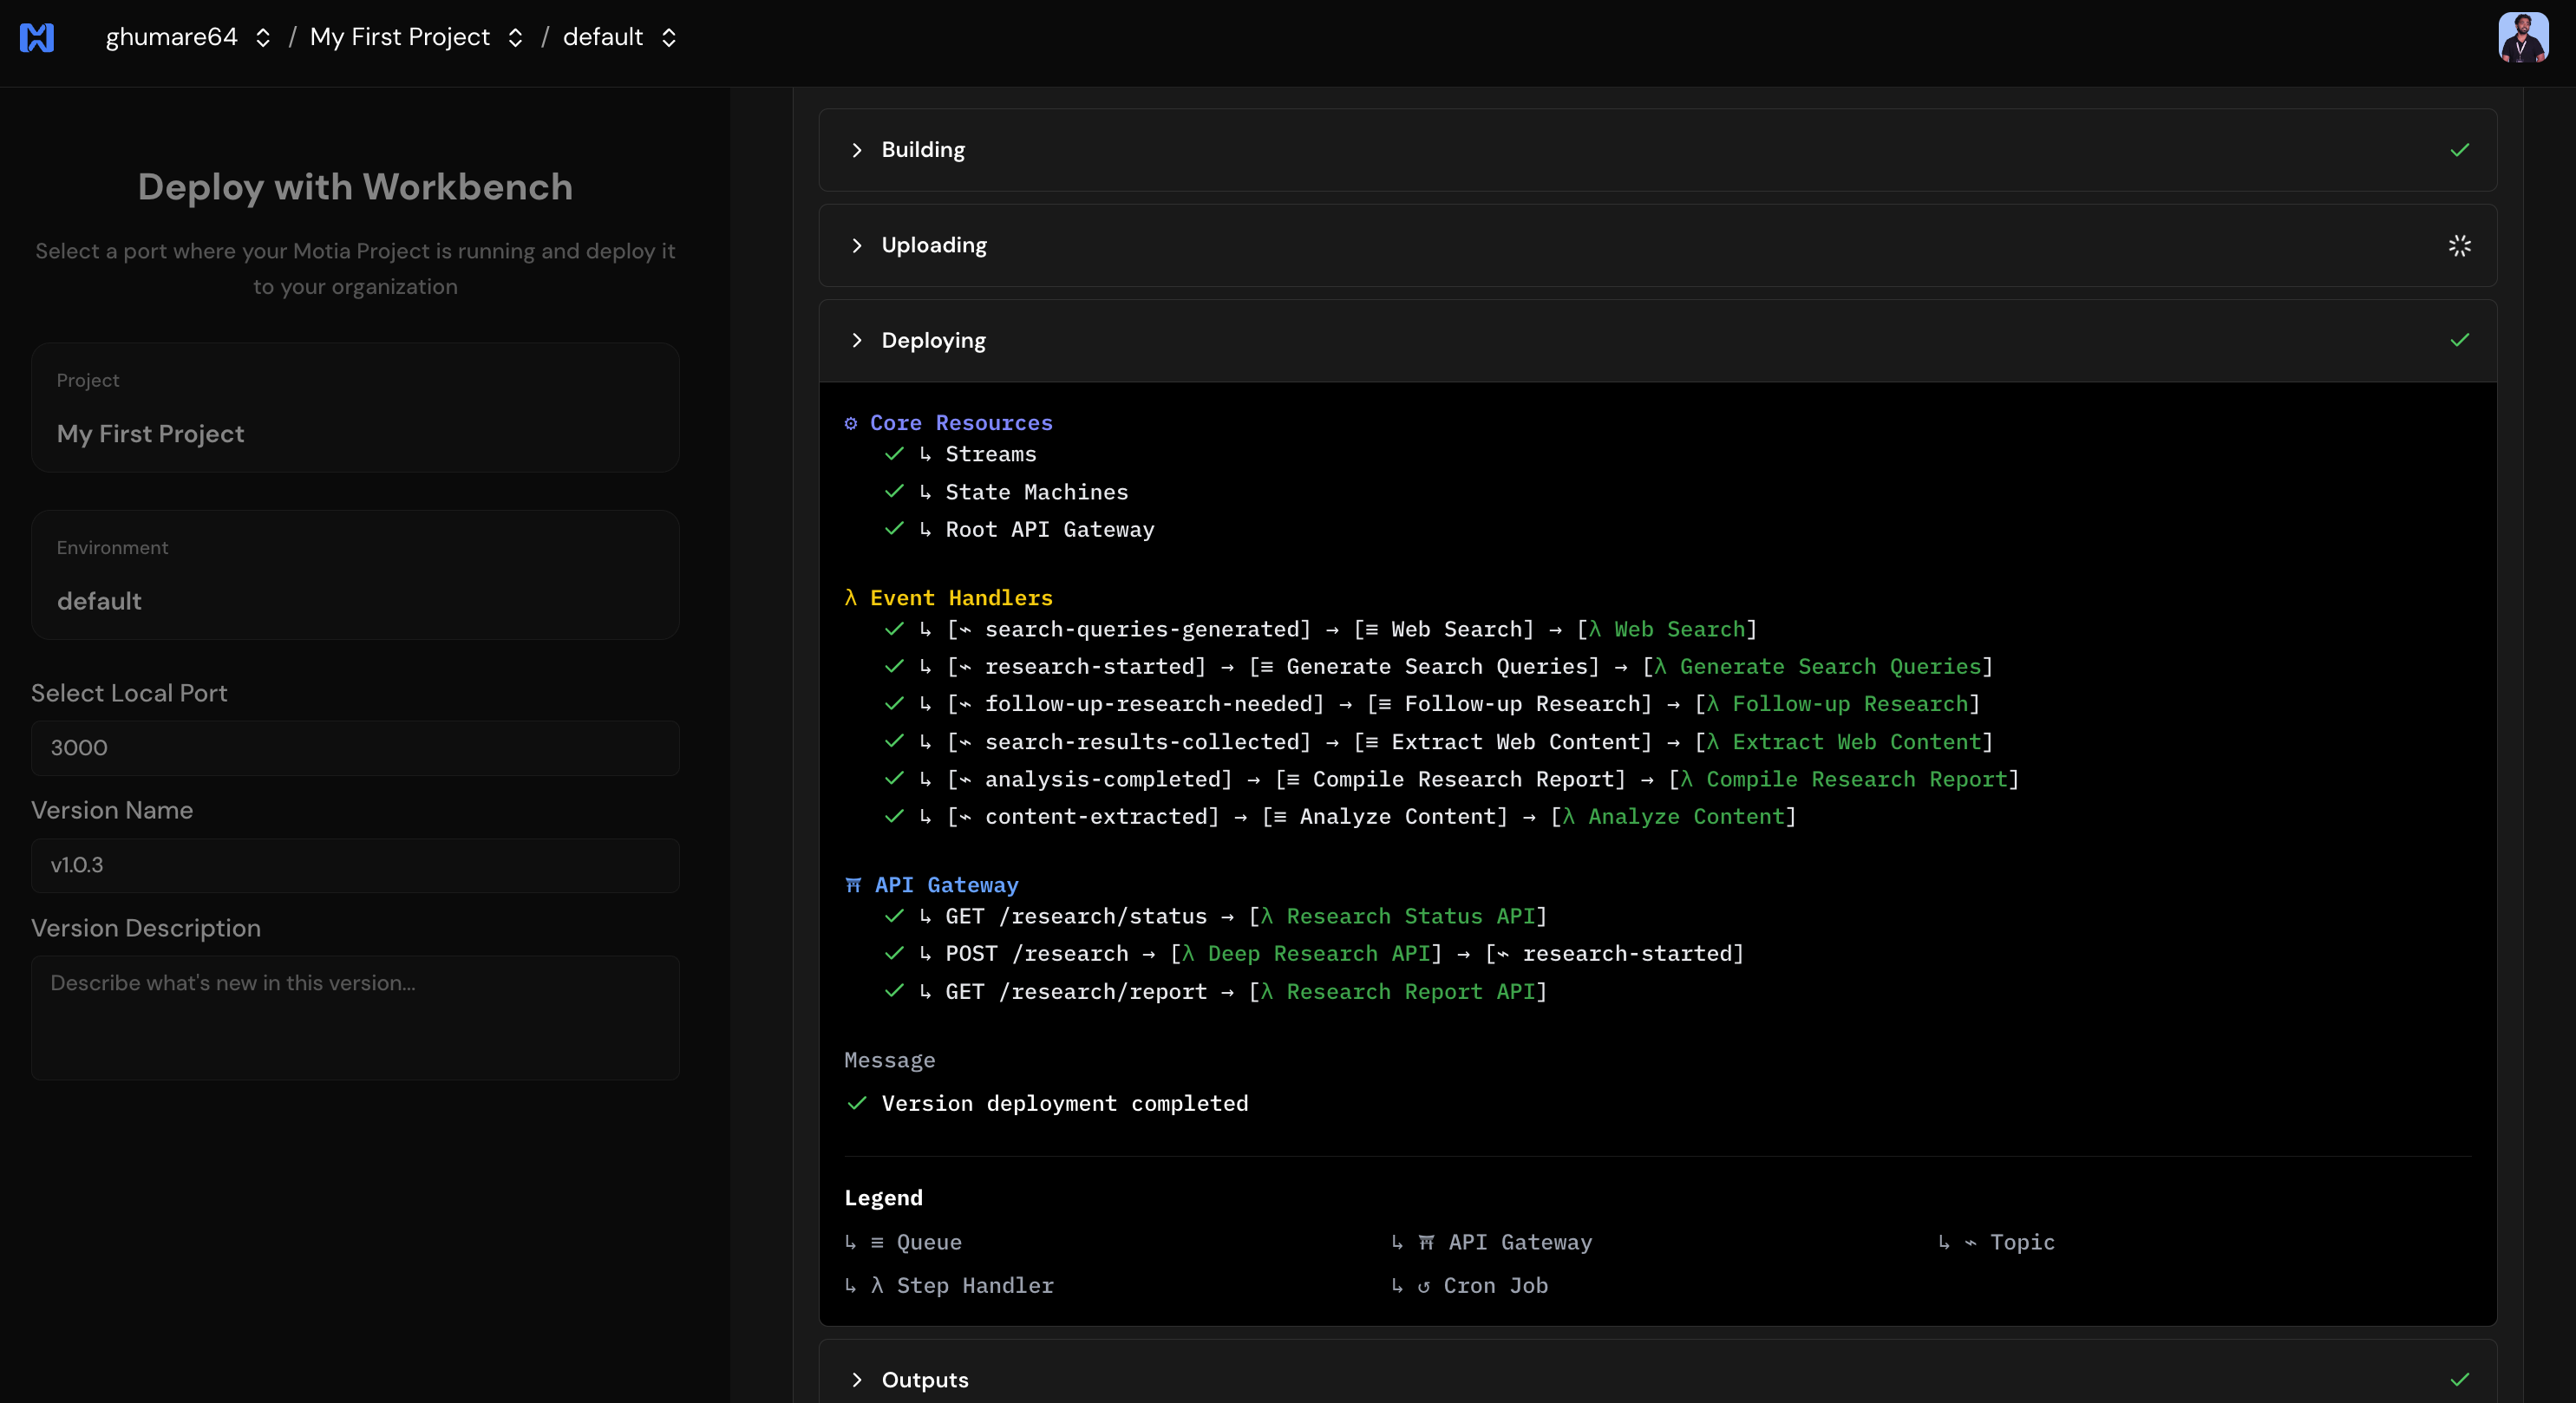 ghumare64 / My First Project / default
Deploy with Workbench
Select a port where your Motia Project is running and deploy it
to your organization
Project
My First Project
Environment
default
Select Local Port
3000
Version Name
v1.0.3
Version Description
Describe what's new in this version...
Building
Uploading
Deploying
⚙ Core Resources
✓ ↳ Streams
✓ ↳ State Machines
✓ ↳ Root API Gateway
λ Event Handlers
✓ ↳ [⌁ search-queries-generated] → [≡ Web Search] → [λ Web Search]
✓ ↳ [⌁ research-started] → [≡ Generate Search Queries] → [λ Generate Search Queries]
✓ ↳ [⌁ follow-up-research-needed] → [≡ Follow-up Research] → [λ Follow-up Research]
✓ ↳ [⌁ search-results-collected] → [≡ Extract Web Content] → [λ Extract Web Content]
✓ ↳ [⌁ analysis-completed] → [≡ Compile Research Report] → [λ Compile Research Report]
✓ ↳ [⌁ content-extracted] → [≡ Analyze Content] → [λ Analyze Content]
⛩ API Gateway
✓ ↳ GET /research/status → [λ Research Status API]
✓ ↳ POST /research → [λ Deep Research API] → [⌁ research-started]
✓ ↳ GET /research/report → [λ Research Report API]
Message
✓ Version deployment completed
Legend
↳ ≡ Queue ↳ ⛩ API Gateway ↳ ⌁ Topic
↳ λ Step Handler ↳ ↺ Cron Job
Outputs